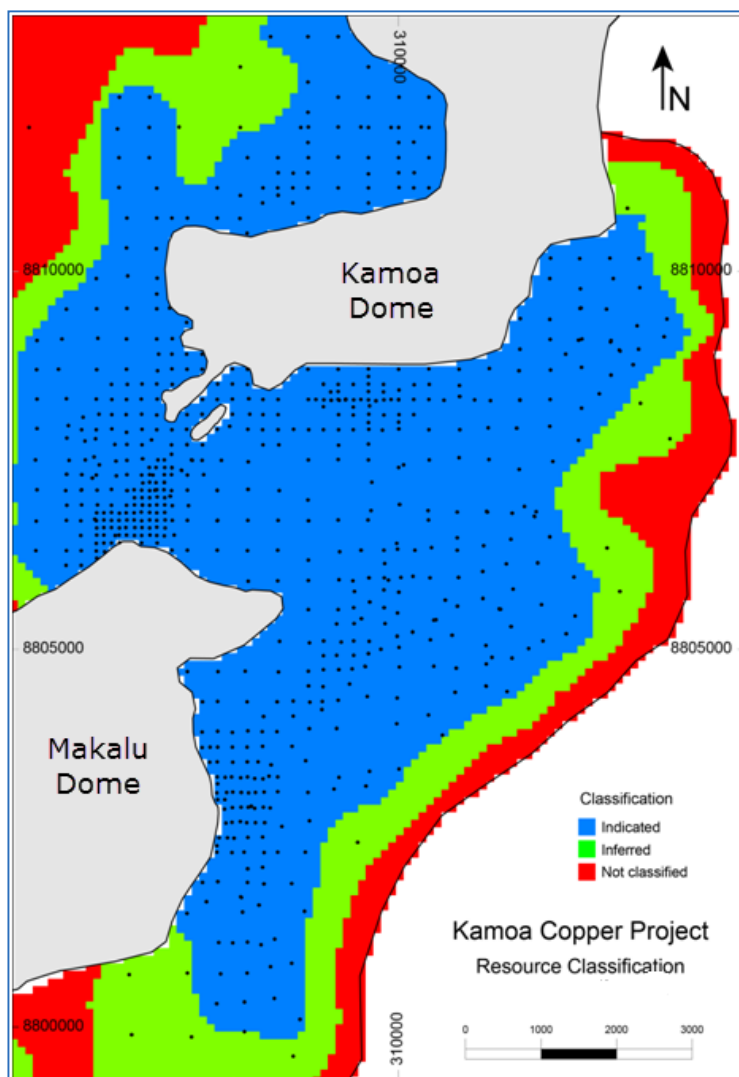 310000
N
8810000
8810000
Kamoa
Dome
8805000
8805000
Makalu
Dome
Classification
Indicated
Inferred
Not classified
Kamoa Copper Project
Resource Classification
8800000
310000
0 1000 2000 3000